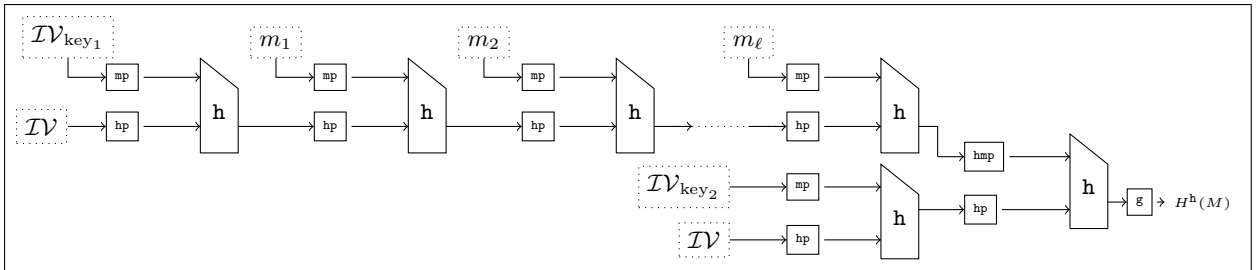 𝓘𝓥key₁ m₁ m₂ mℓ
mp mp mp mp
h h h h
𝓘𝓥 hp hp hp hp
hmp
𝓘𝓥key₂ mp h
h hp g Hʰ(M)
𝓘𝓥 hp